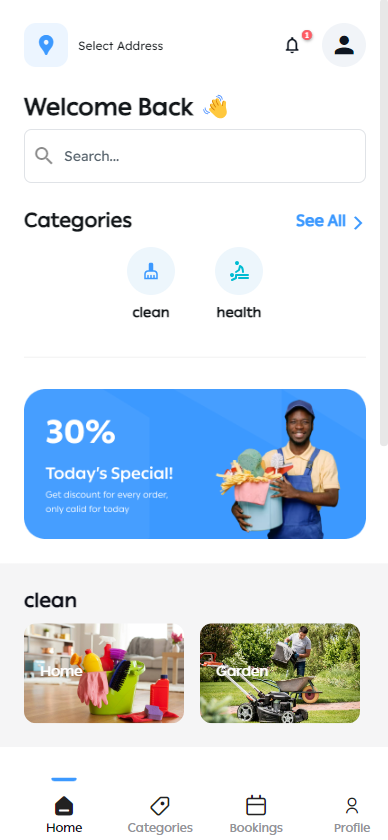 Select Address
1
Welcome Back 👋
Search...
Categories
See All
clean
health
30%
Today's Special!
Get discount for every order,
only calid for today
clean
Home
Garden
Home
Categories
Bookings
Profile